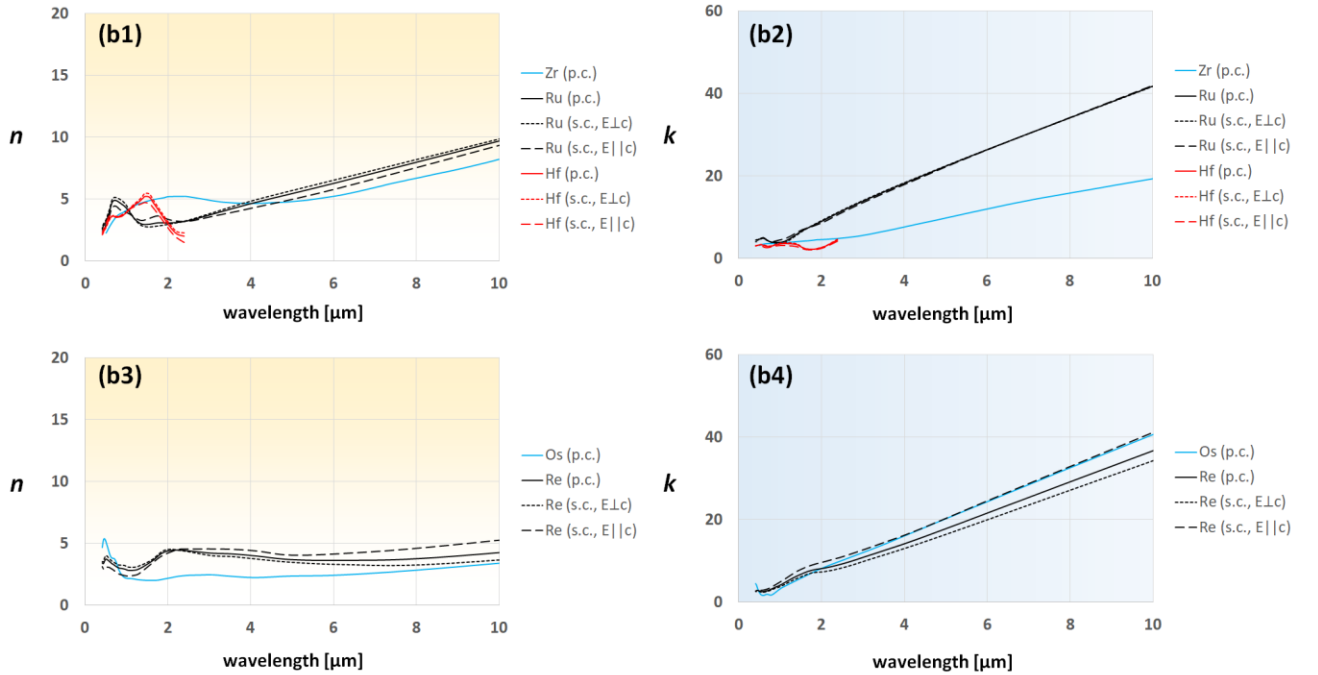 (b1)
20
15
10
5
0
n
0 2 4 6 8 10
wavelength [μm]
Zr (p.c.)
Ru (p.c.)
Ru (s.c., E⊥c)
Ru (s.c., E||c)
Hf (p.c.)
Hf (s.c., E⊥c)
Hf (s.c., E||c)
(b2)
60
40
20
0
k
0 2 4 6 8 10
wavelength [μm]
Zr (p.c.)
Ru (p.c.)
Ru (s.c., E⊥c)
Ru (s.c., E||c)
Hf (p.c.)
Hf (s.c., E⊥c)
Hf (s.c., E||c)
(b3)
20
15
10
5
0
n
0 2 4 6 8 10
wavelength [μm]
Os (p.c.)
Re (p.c.)
Re (s.c., E⊥c)
Re (s.c., E||c)
(b4)
60
40
20
0
k
0 2 4 6 8 10
wavelength [μm]
Os (p.c.)
Re (p.c.)
Re (s.c., E⊥c)
Re (s.c., E||c)